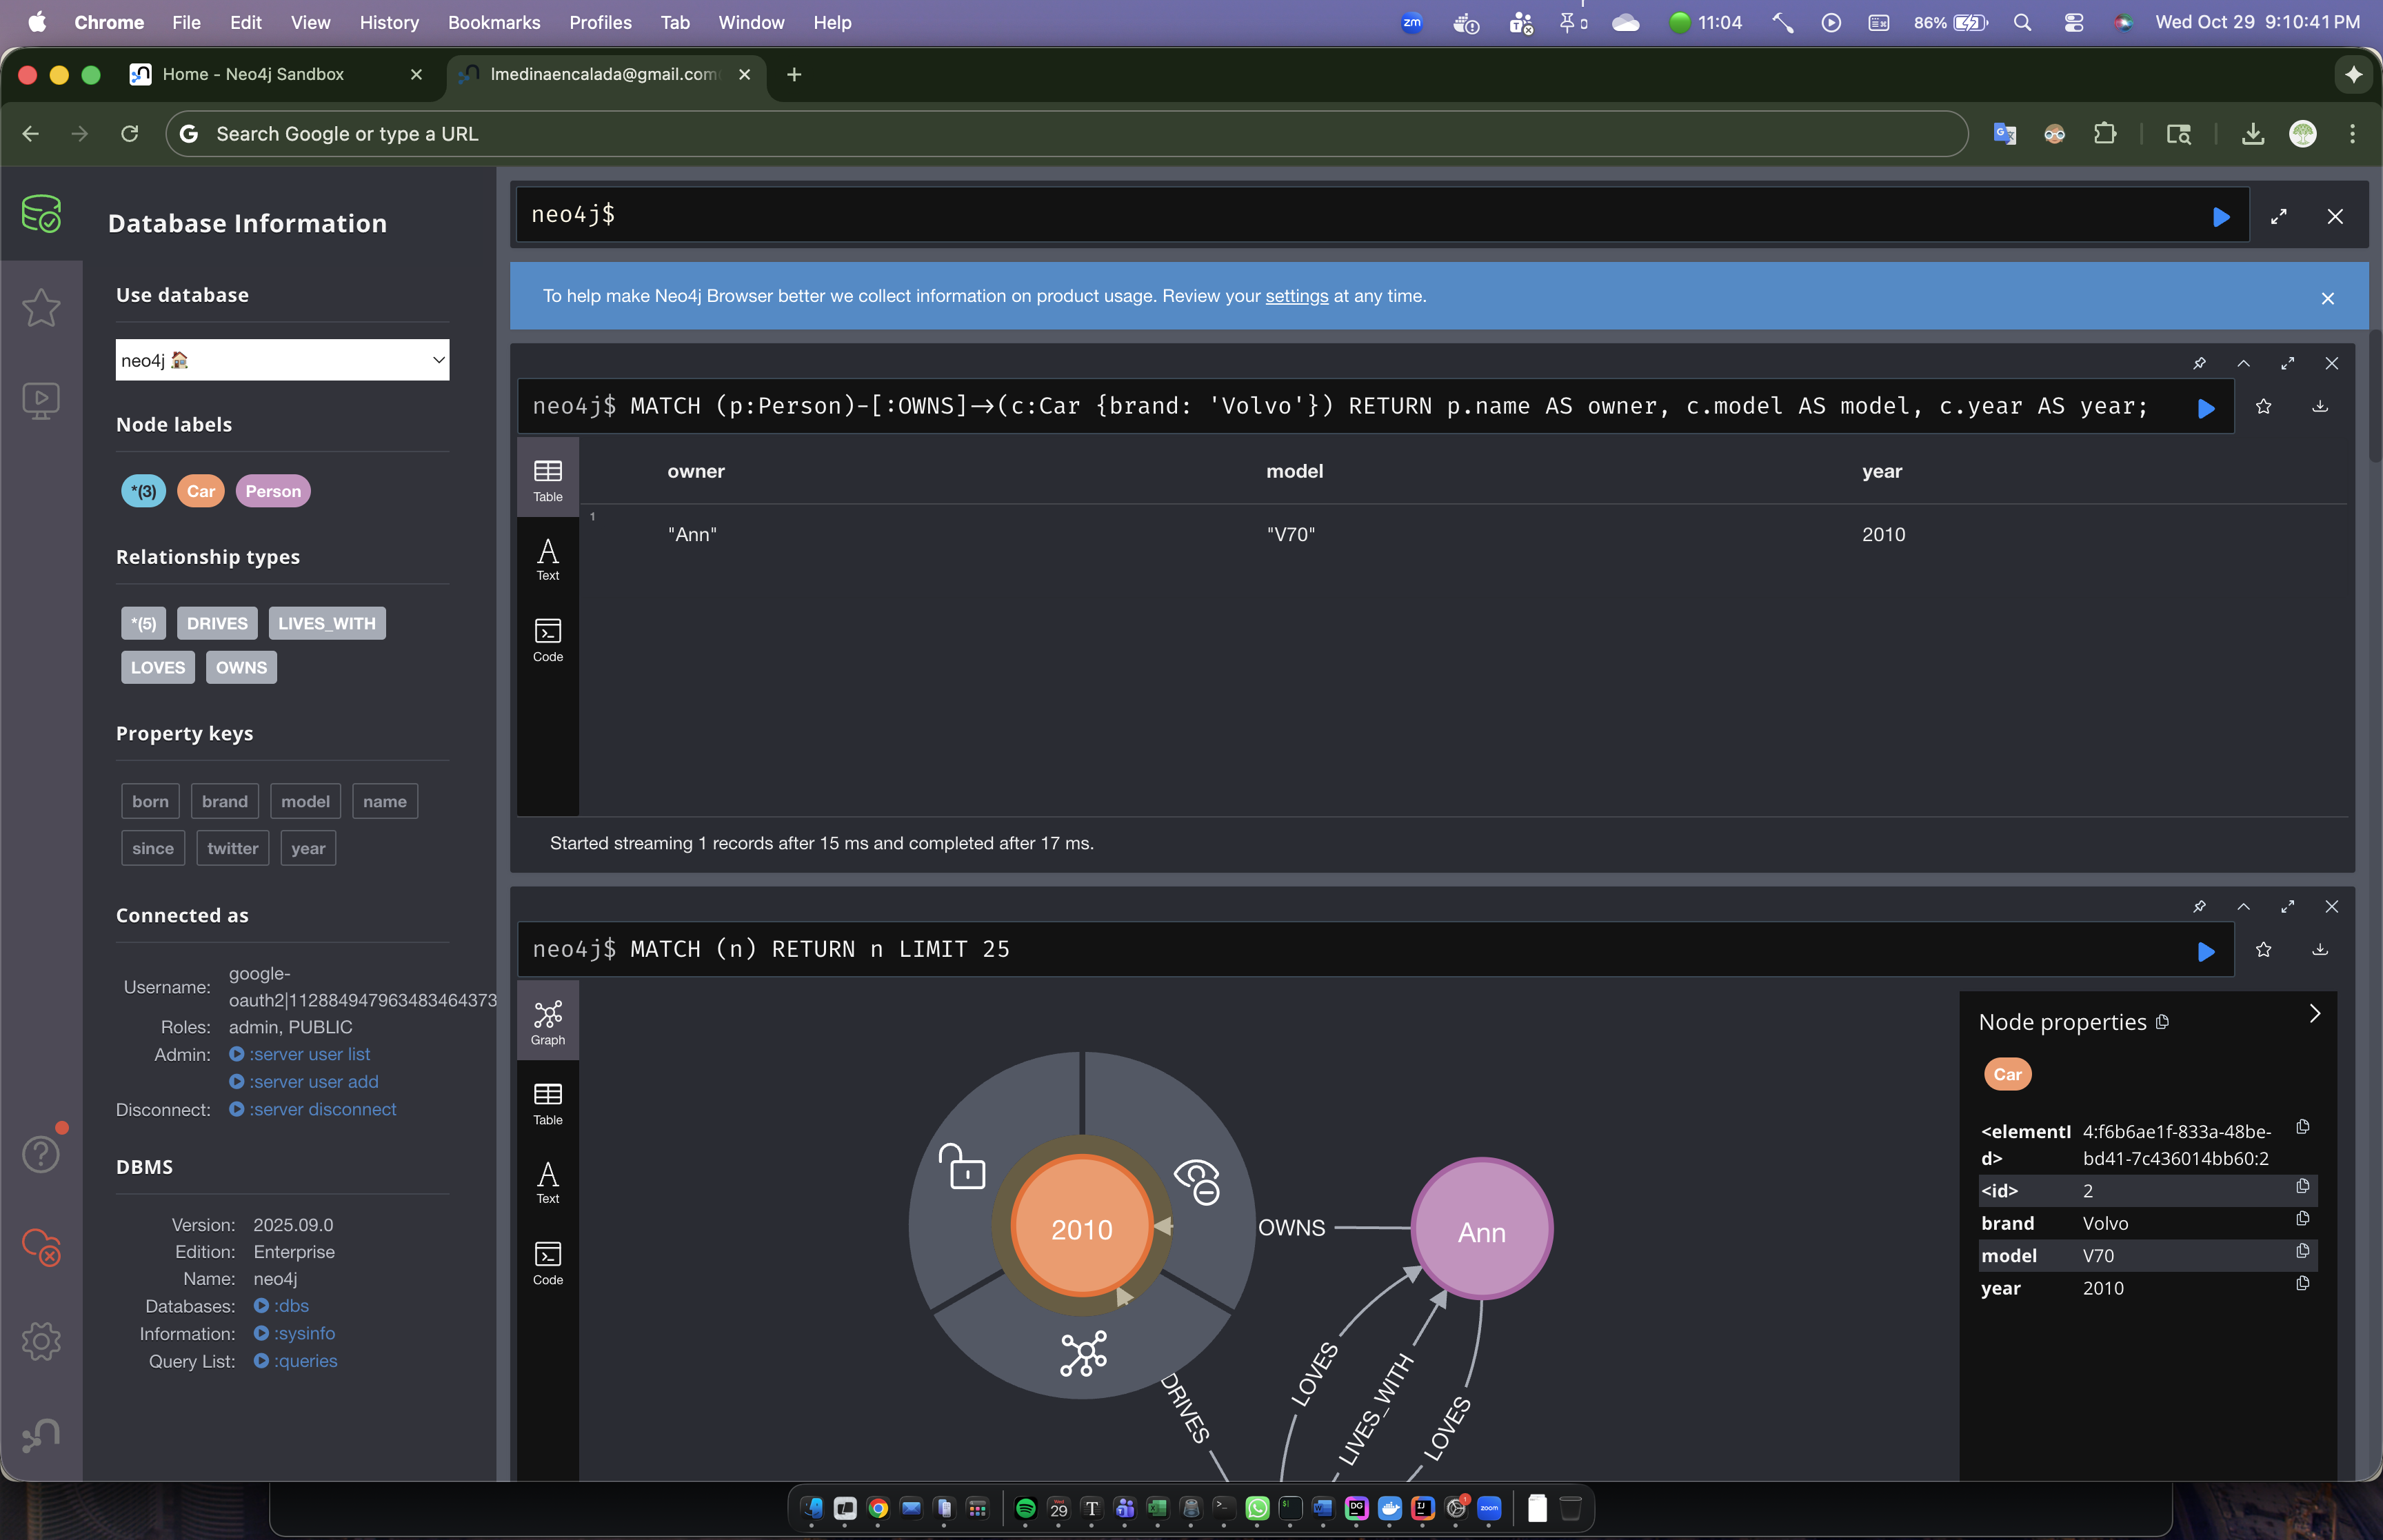 Chrome File Edit View History Bookmarks Profiles Tab Window Help
zm 11:04 86% Wed Oct 29 9:10:41 PM
Home - Neo4j Sandbox
lmedinaencalada@gmail.com
Search Google or type a URL
Database Information
Use database
neo4j
Node labels
*(3) Car Person
Relationship types
*(5) DRIVES LIVES_WITH
LOVES OWNS
Property keys
born brand model name
since twitter year
Connected as
Username: google-
oauth2|112884947963483464373
Roles: admin, PUBLIC
Admin: :server user list
:server user add
Disconnect: :server disconnect
DBMS
Version: 2025.09.0
Edition: Enterprise
Name: neo4j
Databases: :dbs
Information: :sysinfo
Query List: :queries
neo4j$
To help make Neo4j Browser better we collect information on product usage. Review your settings at any time.
neo4j$ MATCH (p:Person)-[:OWNS]->(c:Car {brand: 'Volvo'}) RETURN p.name AS owner, c.model AS model, c.year AS year;
Table
Text
Code
owner model year
1
"Ann" "V70" 2010
Started streaming 1 records after 15 ms and completed after 17 ms.
neo4j$ MATCH (n) RETURN n LIMIT 25
Graph
Table
Text
Code
2010
OWNS
Ann
DRIVES
LOVES
LIVES_WITH
LOVES
Node properties
Car
<elementI
d> 4:f6b6ae1f-833a-48be-
bd41-7c436014bb60:2
<id> 2
brand Volvo
model V70
year 2010
29
T
DG
IJ
1
zoom